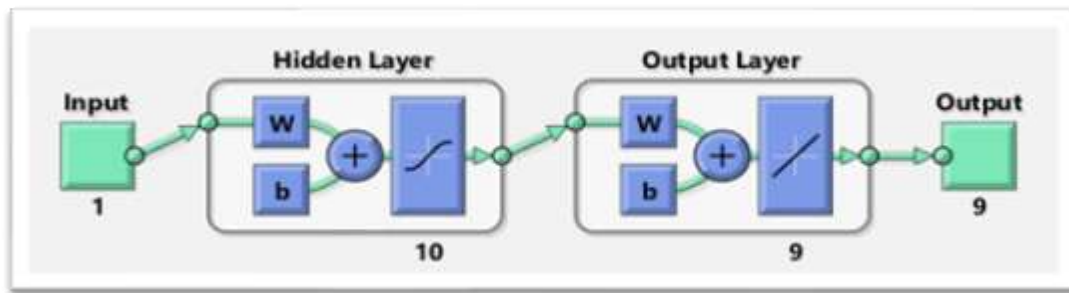 Hidden Layer
Output Layer
Input
Output
W
W
+
+
b
b
1
9
10
9